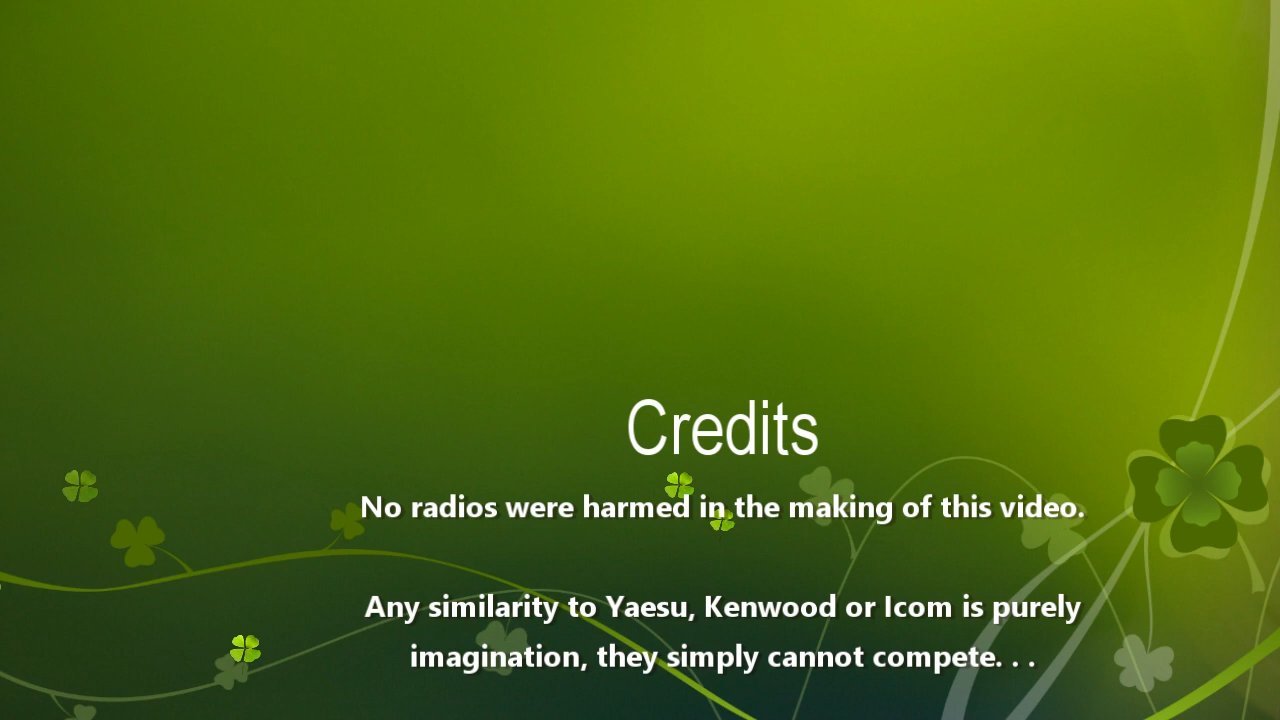 Credits
No radios were harmed in the making of this video.
Any similarity to Yaesu, Kenwood or Icom is purely
imagination, they simply cannot compete. . .